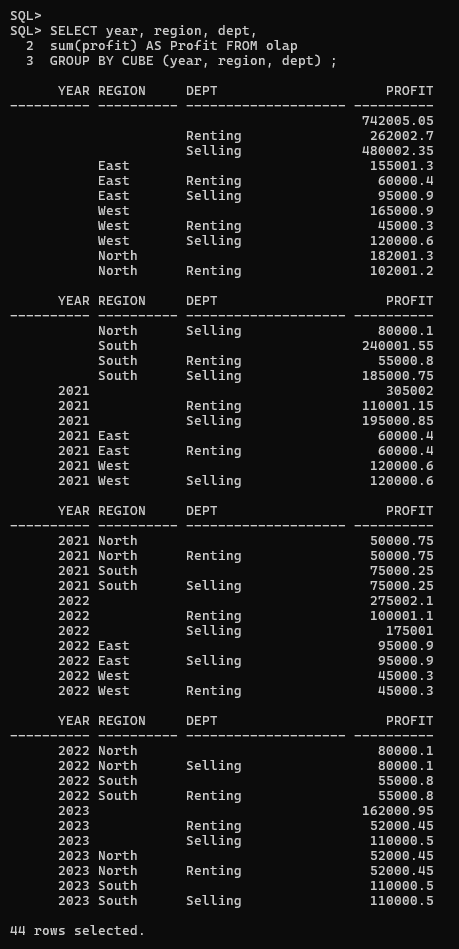 SQL>
SQL> SELECT year, region, dept,
  2  sum(profit) AS Profit FROM olap
  3  GROUP BY CUBE (year, region, dept) ;

      YEAR REGION     DEPT                     PROFIT
---------- ---------- -------------------- ----------
                                            742005.05
                      Renting                262002.7
                      Selling               480002.35
           East                              155001.3
           East       Renting                 60000.4
           East       Selling                 95000.9
           West                              165000.9
           West       Renting                 45000.3
           West       Selling                120000.6
           North                             182001.3
           North      Renting                102001.2

      YEAR REGION     DEPT                     PROFIT
---------- ---------- -------------------- ----------
           North      Selling                 80000.1
           South                            240001.55
           South      Renting                 55000.8
           South      Selling               185000.75
      2021                                     305002
      2021            Renting               110001.15
      2021            Selling               195000.85
      2021 East                               60000.4
      2021 East       Renting                 60000.4
      2021 West                              120000.6
      2021 West       Selling                120000.6

      YEAR REGION     DEPT                     PROFIT
---------- ---------- -------------------- ----------
      2021 North                             50000.75
      2021 North      Renting                50000.75
      2021 South                             75000.25
      2021 South      Selling                75000.25
      2022                                   275002.1
      2022            Renting                100001.1
      2022            Selling                  175001
      2022 East                               95000.9
      2022 East       Selling                 95000.9
      2022 West                               45000.3
      2022 West       Renting                 45000.3

      YEAR REGION     DEPT                     PROFIT
---------- ---------- -------------------- ----------
      2022 North                              80000.1
      2022 North      Selling                 80000.1
      2022 South                              55000.8
      2022 South      Renting                 55000.8
      2023                                  162000.95
      2023            Renting                52000.45
      2023            Selling                110000.5
      2023 North                             52000.45
      2023 North      Renting                52000.45
      2023 South                             110000.5
      2023 South      Selling                110000.5

44 rows selected.